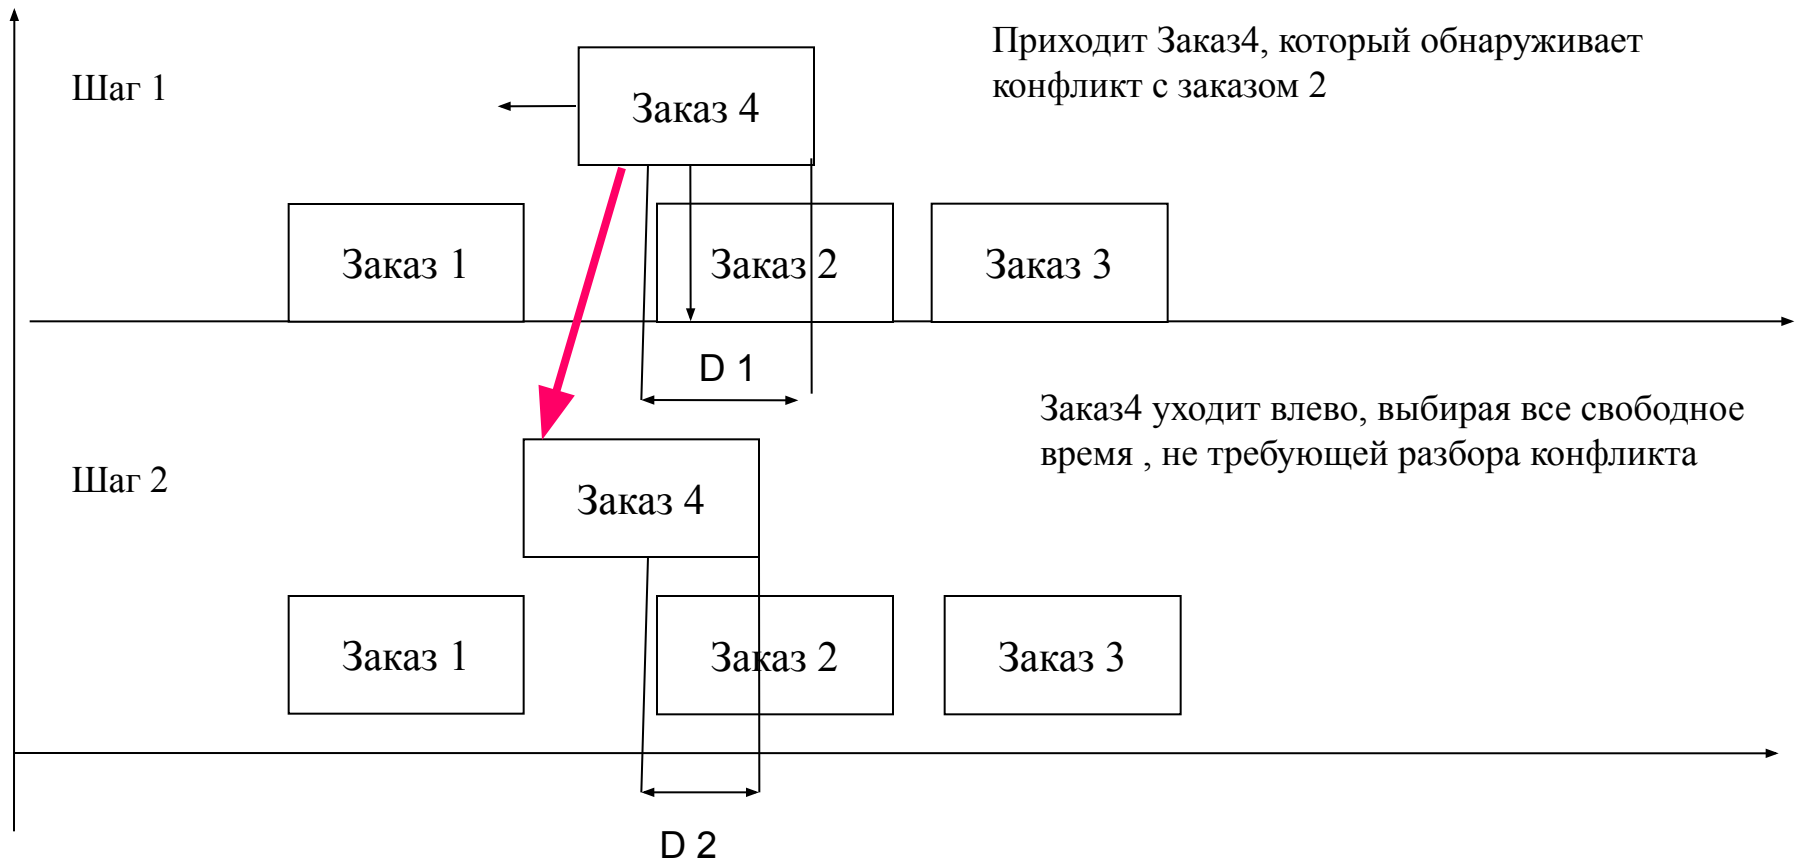 Приходит Заказ4, который обнаруживает
конфликт с заказом 2
Шаг 1
Заказ 4
Заказ 1
Заказ 2
Заказ 3
D 1
Заказ4 уходит влево, выбирая все свободное
время , не требующей разбора конфликта
Шаг 2
Заказ 4
Заказ 1
Заказ 2
Заказ 3
D 2